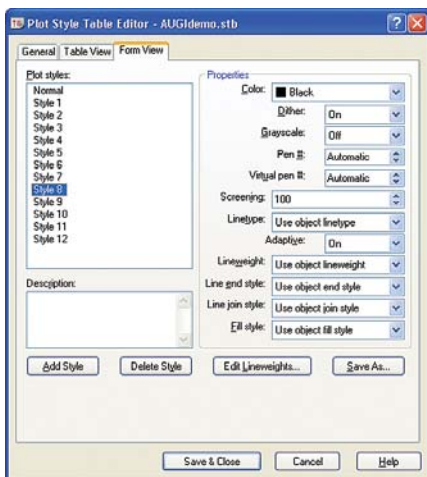 Plot Style Table Editor - AUGIdemo.stb
General Table View Form View
Plot styles:
Normal
Style 1
Style 2
Style 3
Style 4
Style 5
Style 6
Style 7
Style 8
Style 9
Style 10
Style 11
Style 12
Description:
Add Style Delete Style
Properties
Color: Black
Dither: On
Grayscale: Off
Pen #: Automatic
Virtual pen #: Automatic
Screening: 100
Linetype: Use object linetype
Adaptive: On
Lineweight: Use object lineweight
Line end style: Use object end style
Line join style: Use object join style
Fill style: Use object fill style
Edit Lineweights... Save As...
Save & Close Cancel Help